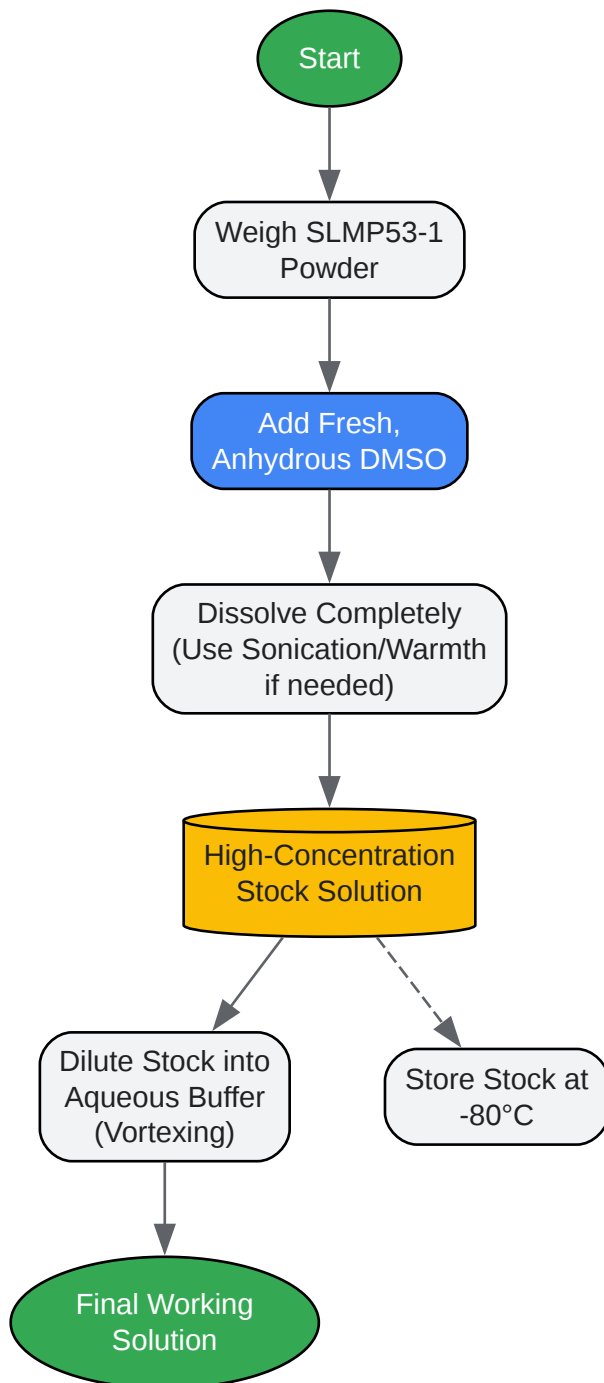 Start
Weigh SLMP53-1
Powder
Add Fresh,
Anhydrous DMSO
Dissolve Completely
(Use Sonication/Warmth
if needed)
High-Concentration
Stock Solution
Dilute Stock into
Aqueous Buffer
(Vortexing)
Store Stock at
-80°C
Final Working
Solution